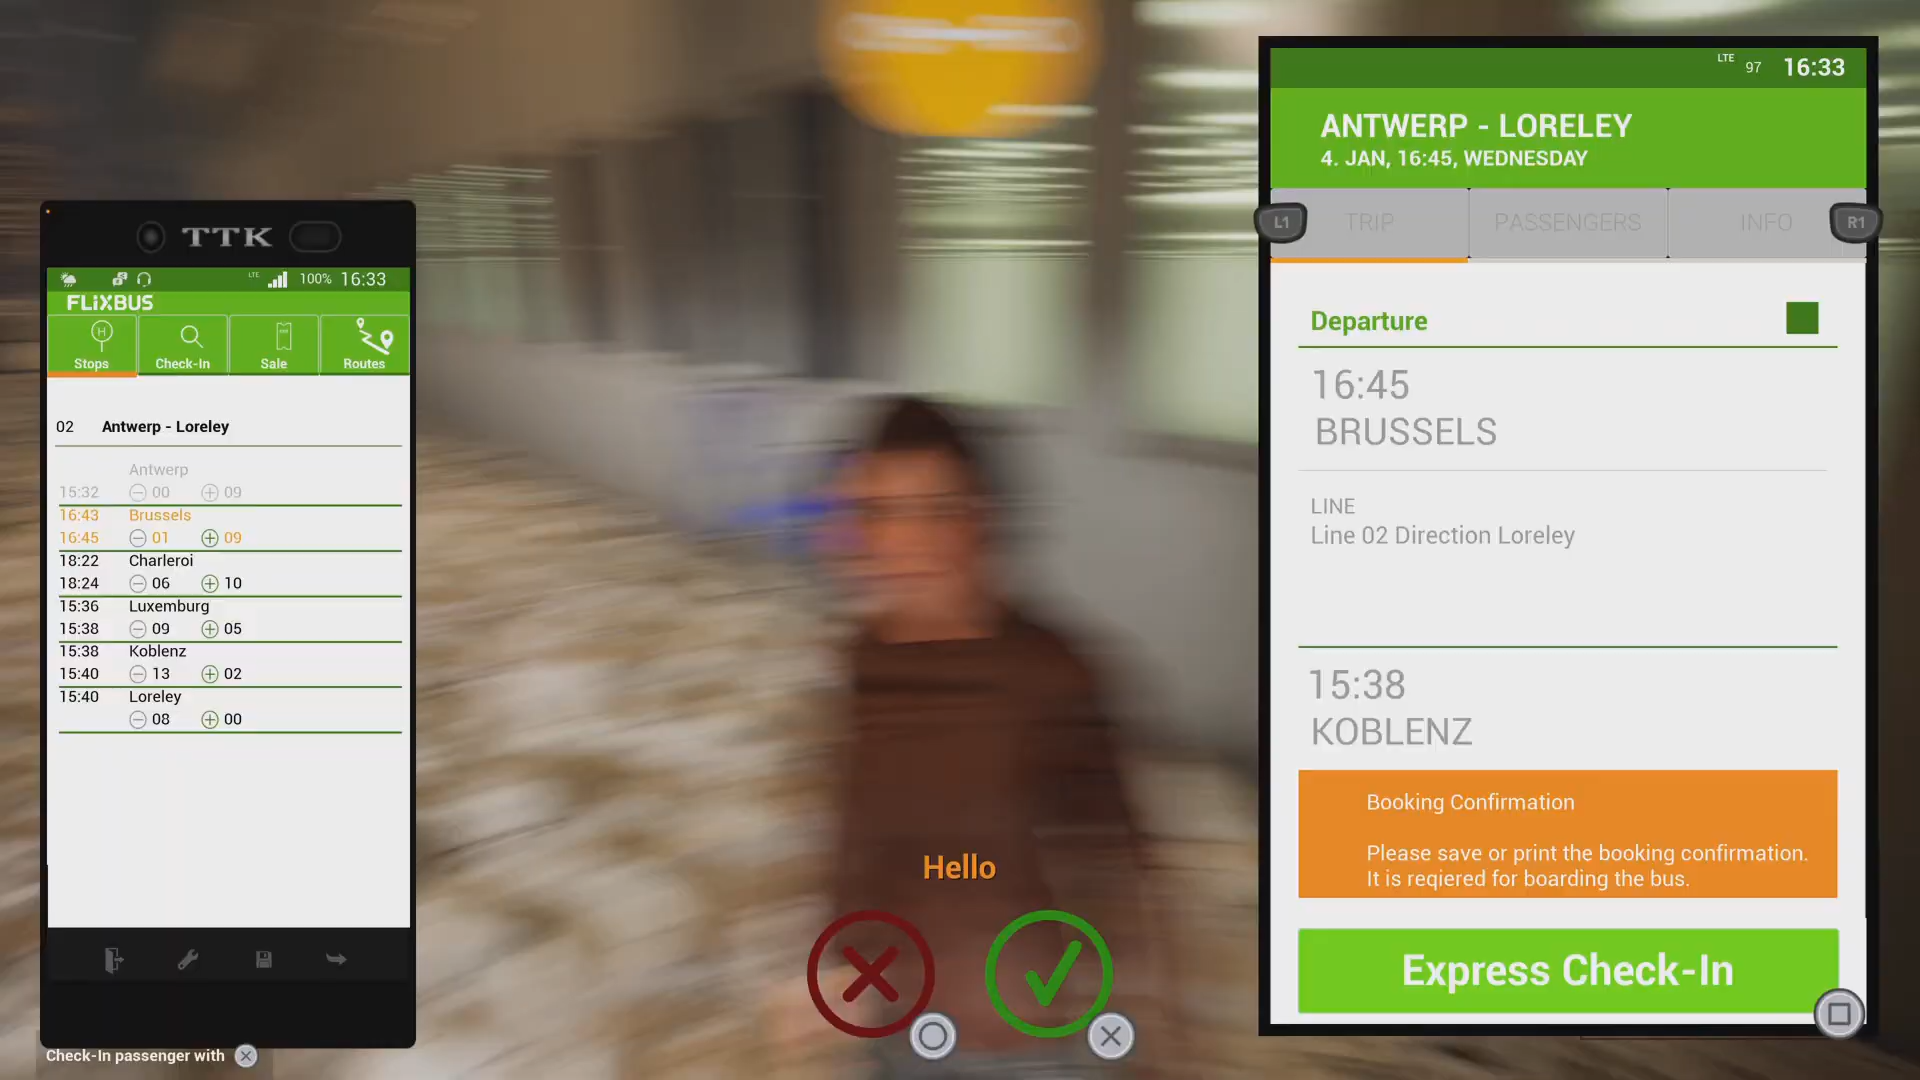 TTK
LTE 100% 16:33
FLiXBUS
H
Stops Check-In Sale Routes
02 Antwerp - Loreley
Antwerp
15:32 00 09
16:43 Brussels
16:45 01 09
18:22 Charleroi
18:24 06 10
15:36 Luxemburg
15:38 09 05
15:38 Koblenz
15:40 13 02
15:40 Loreley
08 00
Check-In passenger with
Hello
LTE 97 16:33
ANTWERP - LORELEY
4. JAN, 16:45, WEDNESDAY
L1 TRIP PASSENGERS INFO R1
Departure
16:45
BRUSSELS
LINE
Line 02 Direction Loreley
15:38
KOBLENZ
Booking Confirmation
Please save or print the booking confirmation.
It is reqiered for boarding the bus.
Express Check-In